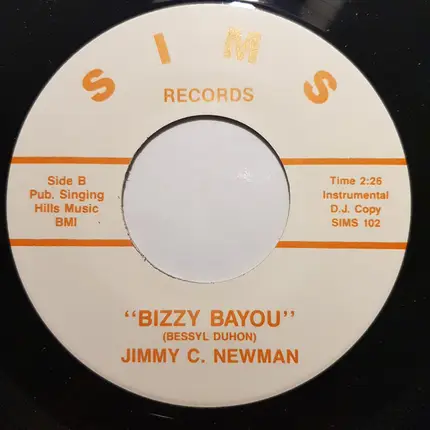 SIMS
RECORDS
Side B
Pub. Singing
Hills Music
BMI
Time 2:26
Instrumental
D.J. Copy
SIMS 102
"BIZZY BAYOU"
(BESSYL DUHON)
JIMMY C. NEWMAN